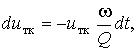 du_тк = −u_тк ω/Q dt,